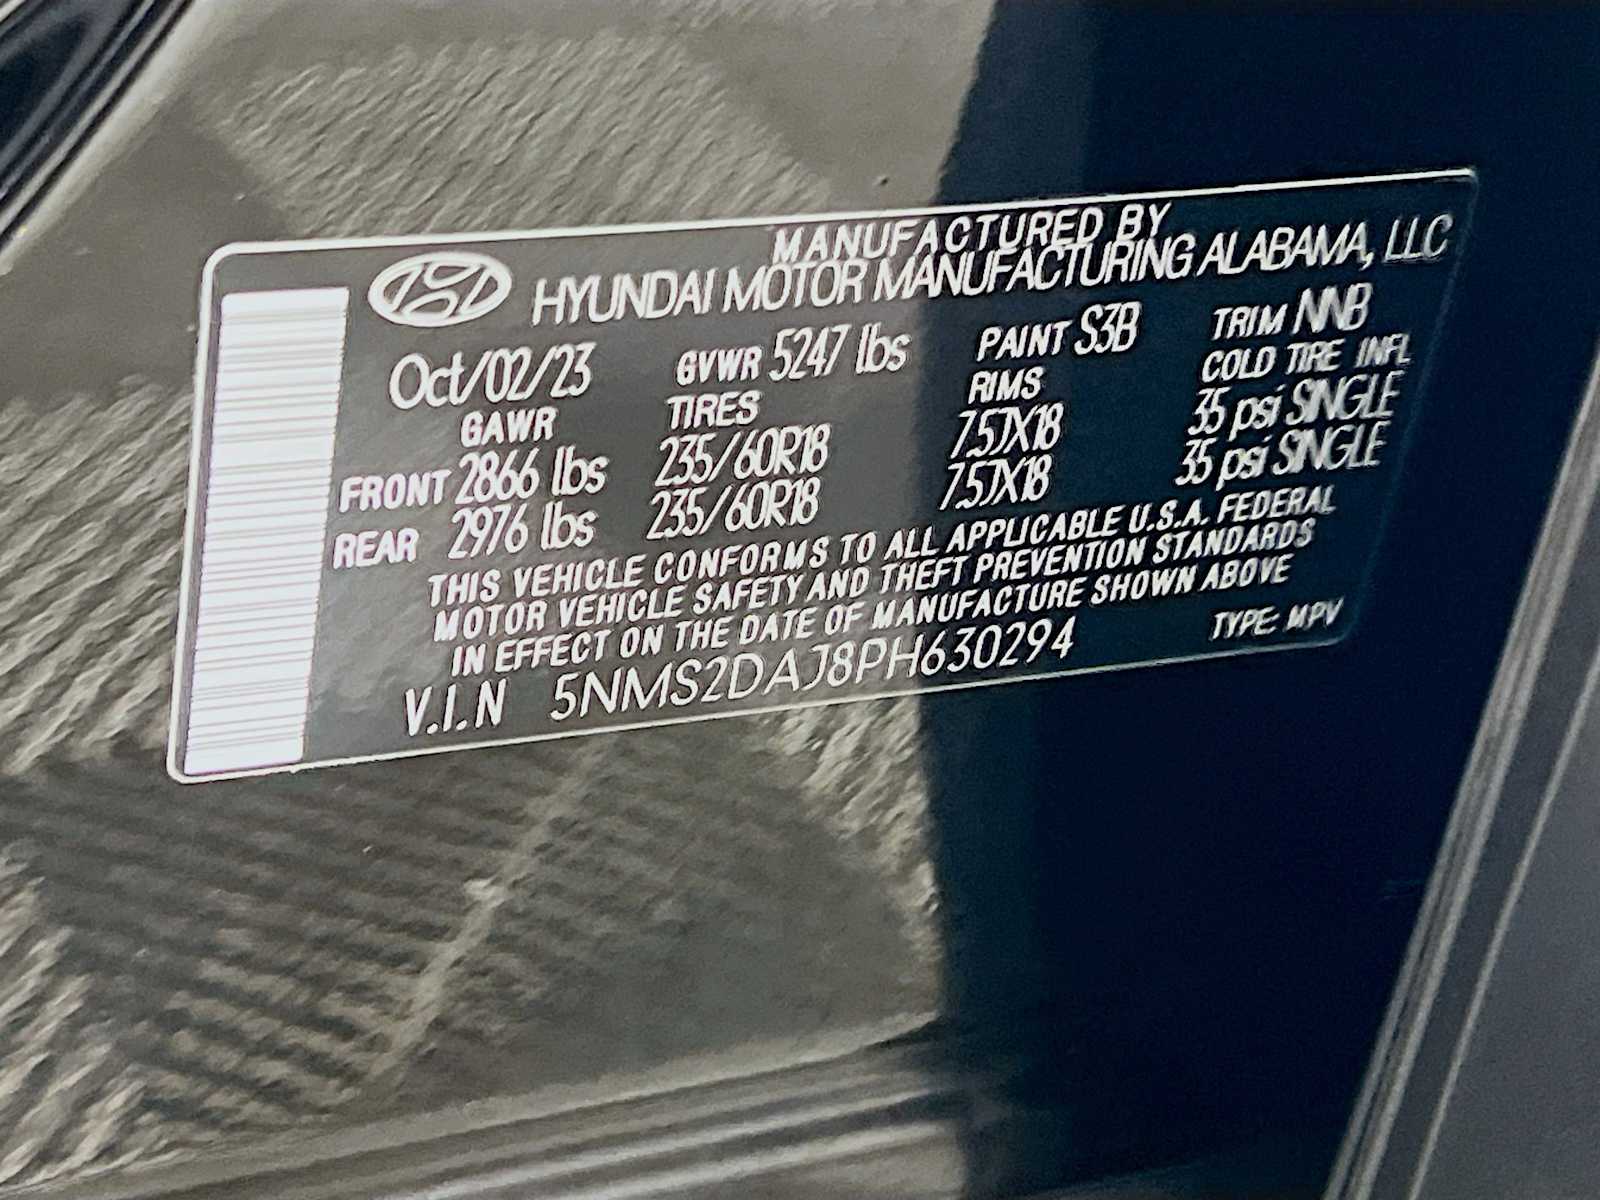 MANUFACTURED BY
HYUNDAI MOTOR MANUFACTURING ALABAMA, LLC
Oct/02/23 GVWR 5247 lbs PAINT S3B TRIM NNB
GAWR TIRES RIMS COLD TIRE INFL
FRONT 2866 lbs 235/60R18 7.5JX18 35 psi SINGLE
REAR 2976 lbs 235/60R18 7.5JX18 35 psi SINGLE
THIS VEHICLE CONFORMS TO ALL APPLICABLE U.S.A. FEDERAL
MOTOR VEHICLE SAFETY AND THEFT PREVENTION STANDARDS
IN EFFECT ON THE DATE OF MANUFACTURE SHOWN ABOVE
V.I.N 5NMS2DAJ8PH630294 TYPE: MPV